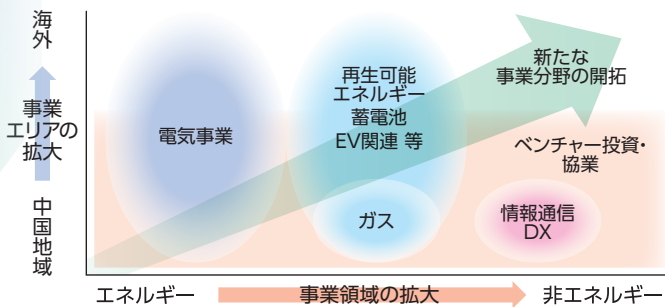 海外
事業
エリアの
拡大
中国地域
電気事業
再生可能
エネルギー
蓄電池
EV関連 等
ガス
新たな
事業分野の開拓
ベンチャー投資・
協業
情報通信
DX
エネルギー
事業領域の拡大
非エネルギー